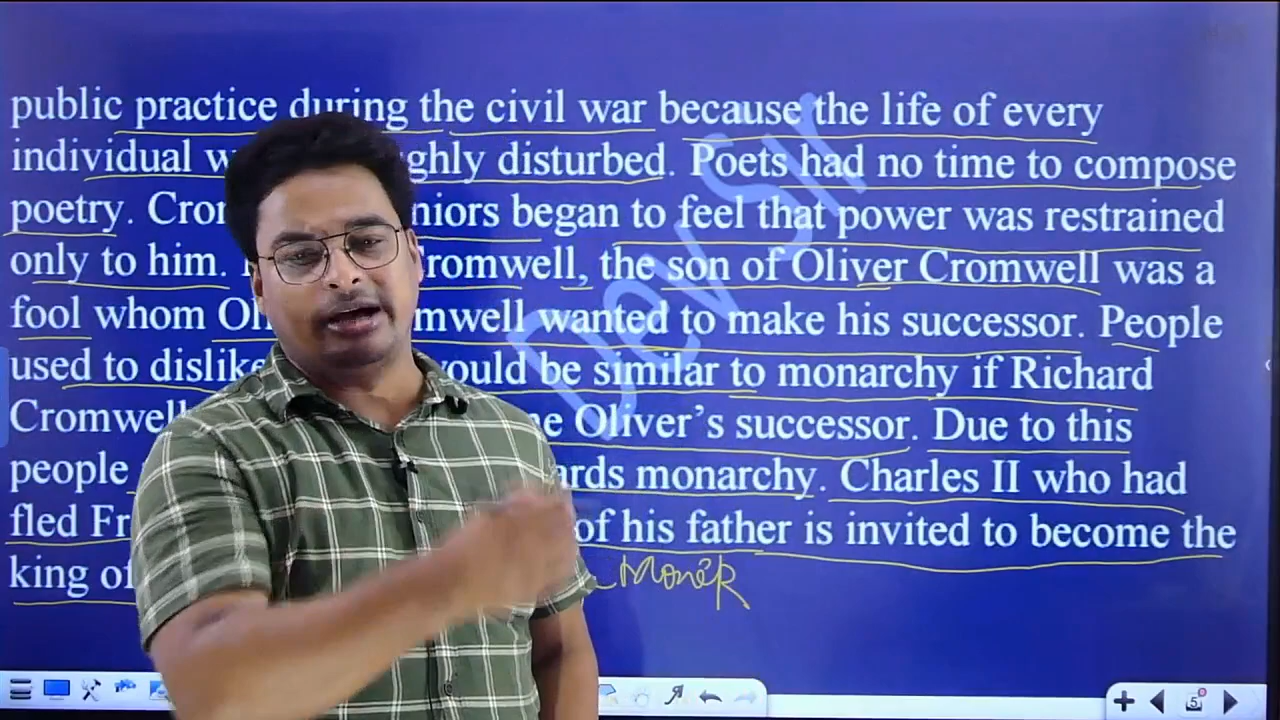 public practice during the civil war because the life of every
individual ghly disturbed. Poets had no time to compose
poetry. Cro niors began to feel that power was restrained
only to him. Cromwell, the son of Oliver Cromwell was a
fool whom Ol mwell wanted to make his successor. People
used to dislike would be similar to monarchy if Richard
Cromwell Oliver's successor. Due to this
people ards monarchy. Charles II who had
fled Fr of his father is invited to become the
king of
Dev Sir
5